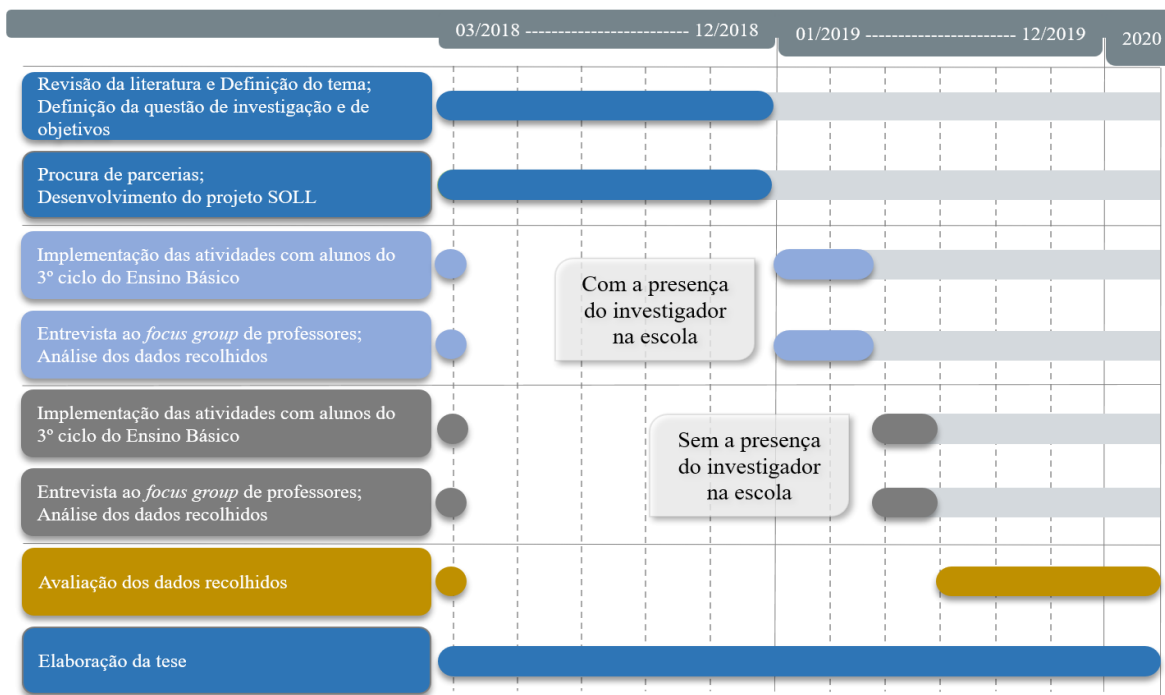 03/2018 -------------------------- 12/2018
01/2019 ------------------------ 12/2019
2020
Revisão da literatura e Definição do tema;
Definição da questão de investigação e de
objetivos
Procura de parcerias;
Desenvolvimento do projeto SOLL
Implementação das atividades com alunos do
3º ciclo do Ensino Básico
Com a presença
do investigador
na escola
Entrevista ao focus group de professores;
Análise dos dados recolhidos
Implementação das atividades com alunos do
3º ciclo do Ensino Básico
Sem a presença
do investigador
na escola
Entrevista ao focus group de professores;
Análise dos dados recolhidos
Avaliação dos dados recolhidos
Elaboração da tese